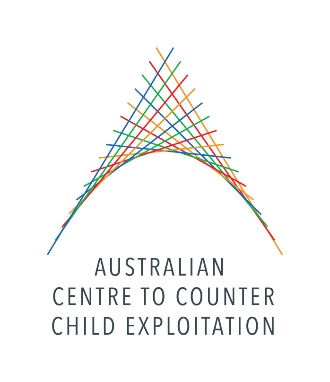 AUSTRALIAN
CENTRE TO COUNTER
CHILD EXPLOITATION